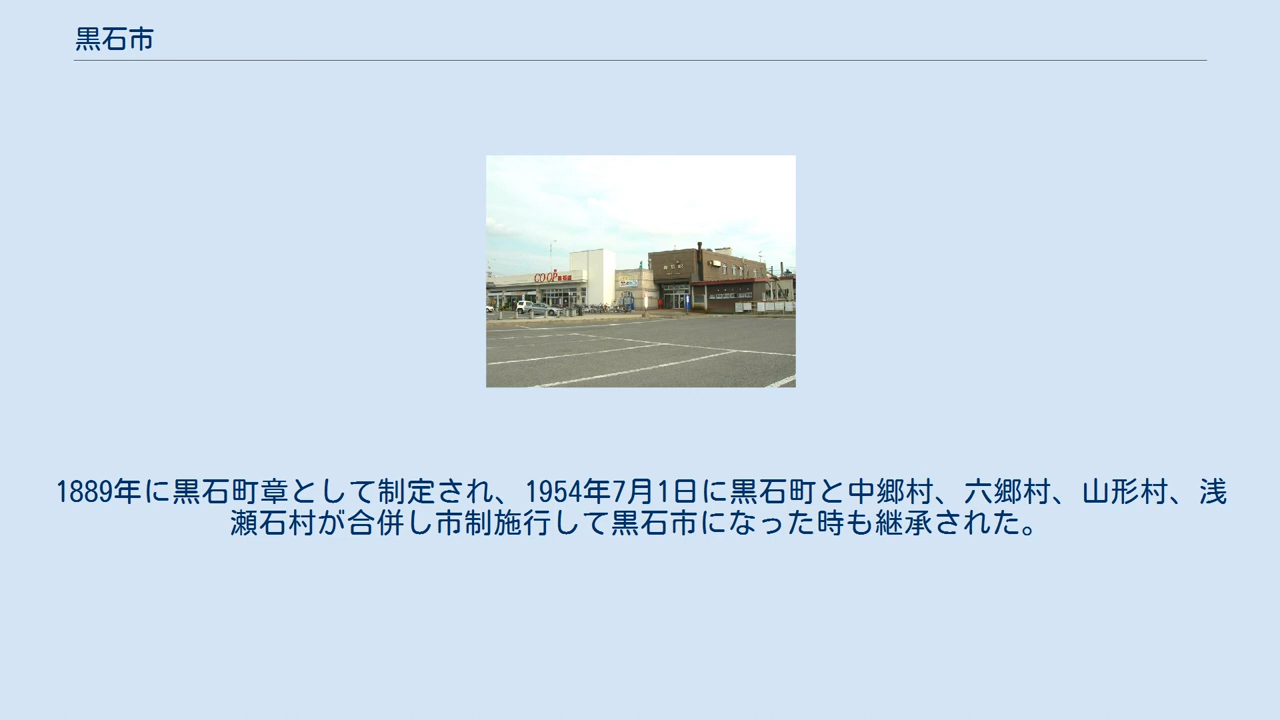 黒石市
COOP
1889年に黒石町章として制定され、1954年7月1日に黒石町と中郷村、六郷村、山形村、浅
瀬石村が合併し市制施行して黒石市になった時も継承された。